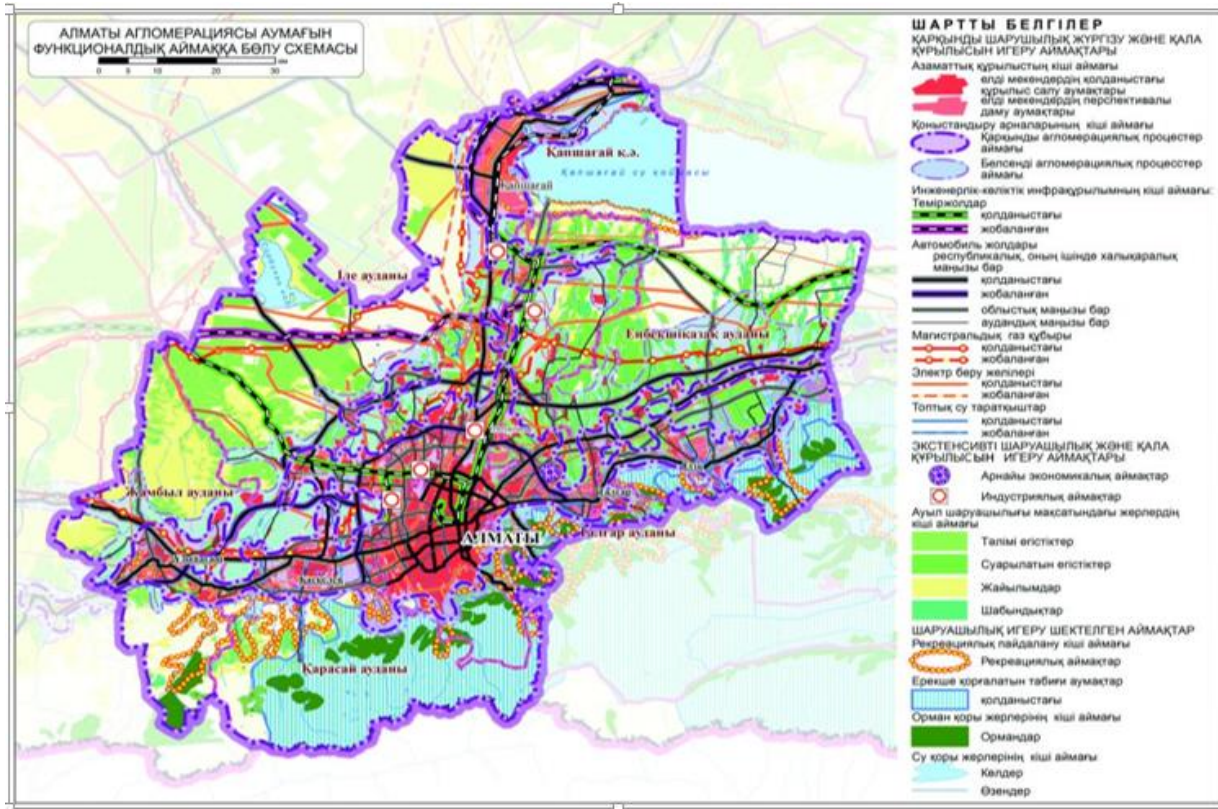 АЛМАТЫ АГЛОМЕРАЦИЯСЫ АУМАҒЫН
ФУНКЦИОНАЛДЫҚ АЙМАҚҚА БӨЛУ СХЕМАСЫ
0 5 10 20 30 км
Қапшағай қ.ә.
Қапшағай су қоймасы
Қапшағай
Іле ауданы
Еңбекшіқазақ ауданы
Жамбыл ауданы
АЛМАТЫ
Талғар ауданы
Қарасай ауданы
ШАРТТЫ БЕЛГІЛЕР
ҚАРҚЫНДЫ ШАРУШЫЛЫҚ ЖҮРГІЗУ ЖӘНЕ ҚАЛА
ҚҰРЫЛЫСЫН ИГЕРУ АЙМАҚТАРЫ
Азаматтық құрылыстың кіші аймағы
елді мекендердің қолданыстағы
құрылыс салу аумақтары
елді мекендердің перспективалы
даму аумақтары
Қоныстандыру арналарының кіші аймағы
Қарқынды агломерациялық процестер
аймағы
Белсенді агломерациялық процесстер
аймағы
Инженерлік-көліктік инфрақұрылымның кіші аймағы:
Теміржолдар
қолданыстағы
жобаланған
Автомобиль жолдары
республикалық, оның ішінде халықаралық
маңызы бар
қолданыстағы
жобаланған
облыстық маңызы бар
аудандық маңызы бар
Магистральдық газ құбыры
қолданыстағы
жобаланған
Электр беру желілері
қолданыстағы
жобаланған
Топтық су таратқыштар
қолданыстағы
жобаланған
ЭКСТЕНСИВТІ ШАРУАШЫЛЫҚ ЖӘНЕ ҚАЛА
ҚҰРЫЛЫСЫН ИГЕРУ АЙМАҚТАРЫ
Арнайы экономикалық аймақтар
Индустриялық аймақтар
Ауыл шаруашылығы мақсатындағы жерлердің
кіші аймағы
Тәлімі егістіктер
Суарылатын егістіктер
Жайылымдар
Шабындықтар
ШАРУАШЫЛЫҚ ИГЕРУ ШЕКТЕЛГЕН АЙМАҚТАР
Рекреациялық пайдалану кіші аймағы
Рекреациялық аймақтар
Ерекше қорғалатын табиғи аумақтар
қолданыстағы
Орман қоры жерлерінің кіші аймағы
Ормандар
Су қоры жерлерінің кіші аймағы
Көлдер
Өзендер